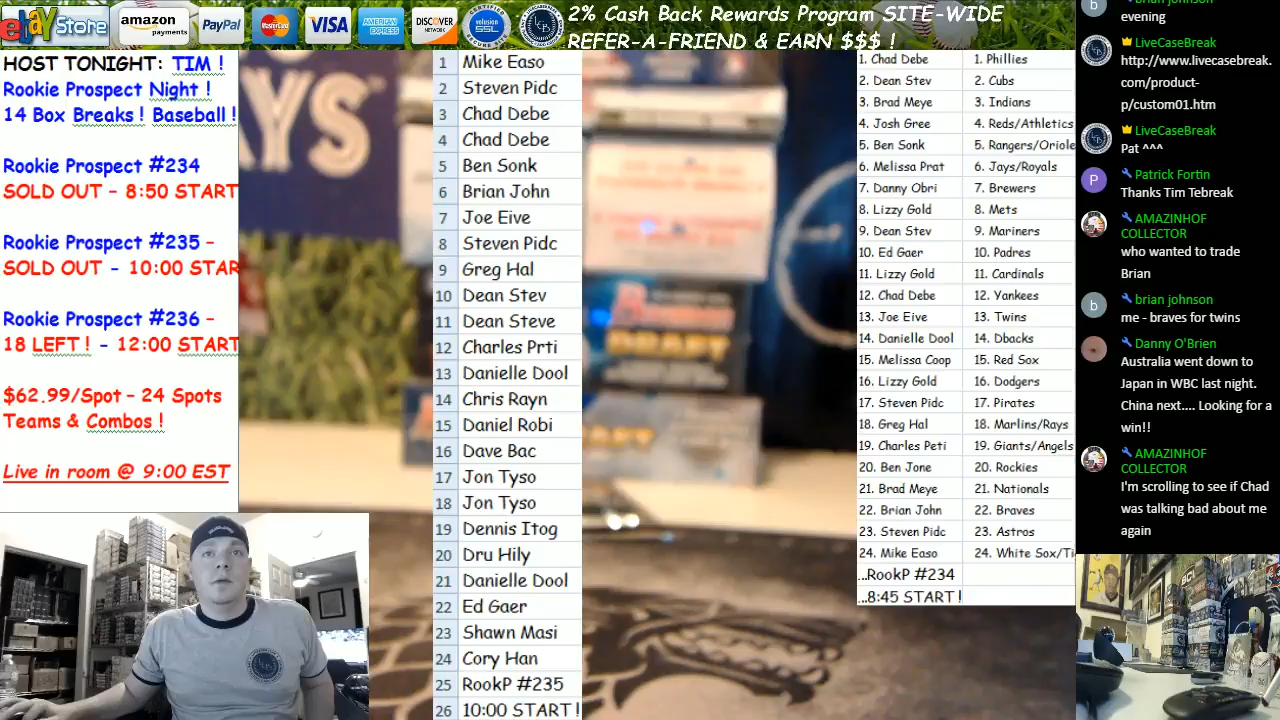 ebay Store
amazon payments
PayPal
MasterCard
VISA
AMERICAN EXPRESS
DISCOVER NETWORK
CERTIFIED volusion SSL SECURE
2% Cash Back Rewards Program SITE-WIDE
REFER-A-FRIEND & EARN $$$ !
HOST TONIGHT: TIM !
Rookie Prospect Night !
14 Box Breaks ! Baseball !
Rookie Prospect #234
SOLD OUT - 8:50 START
Rookie Prospect #235 -
SOLD OUT - 10:00 STAR
Rookie Prospect #236 -
18 LEFT ! - 12:00 START
$62.99/Spot - 24 Spots
Teams & Combos !
Live in room @ 9:00 EST
AYS
DRAFT
1 Mike Easo
2 Steven Pidc
3 Chad Debe
4 Chad Debe
5 Ben Sonk
6 Brian John
7 Joe Eive
8 Steven Pidc
9 Greg Hal
10 Dean Stev
11 Dean Steve
12 Charles Prti
13 Danielle Dool
14 Chris Rayn
15 Daniel Robi
16 Dave Bac
17 Jon Tyso
18 Jon Tyso
19 Dennis Itog
20 Dru Hily
21 Danielle Dool
22 Ed Gaer
23 Shawn Masi
24 Cory Han
25 RookP #235
26 10:00 START !
1. Chad Debe 1. Phillies
2. Dean Stev 2. Cubs
3. Brad Meye 3. Indians
4. Josh Gree 4. Reds/Athletics
5. Ben Sonk 5. Rangers/Oriole
6. Melissa Prat 6. Jays/Royals
7. Danny Obri 7. Brewers
8. Lizzy Gold 8. Mets
9. Dean Stev 9. Mariners
10. Ed Gaer 10. Padres
11. Lizzy Gold 11. Cardinals
12. Chad Debe 12. Yankees
13. Joe Eive 13. Twins
14. Danielle Dool 14. Dbacks
15. Melissa Coop 15. Red Sox
16. Lizzy Gold 16. Dodgers
17. Steven Pidc 17. Pirates
18. Greg Hal 18. Marlins/Rays
19. Charles Peti 19. Giants/Angels
20. Ben Jone 20. Rockies
21. Brad Meye 21. Nationals
22. Brian John 22. Braves
23. Steven Pidc 23. Astros
24. Mike Easo 24. White Sox/Ti
...RookP #234
...8:45 START !
b
evening
LiveCaseBreak
http://www.livecasebreak.
com/product-
p/custom01.htm
LiveCaseBreak
Pat ^^^
P
Patrick Fortin
Thanks Tim Tebreak
AMAZINHOF
COLLECTOR
who wanted to trade
Brian
b
brian johnson
me - braves for twins
Danny O'Brien
Australia went down to
Japan in WBC last night.
China next.... Looking for a
win!!
AMAZINHOF
COLLECTOR
I'm scrolling to see if Chad
was talking bad about me
again